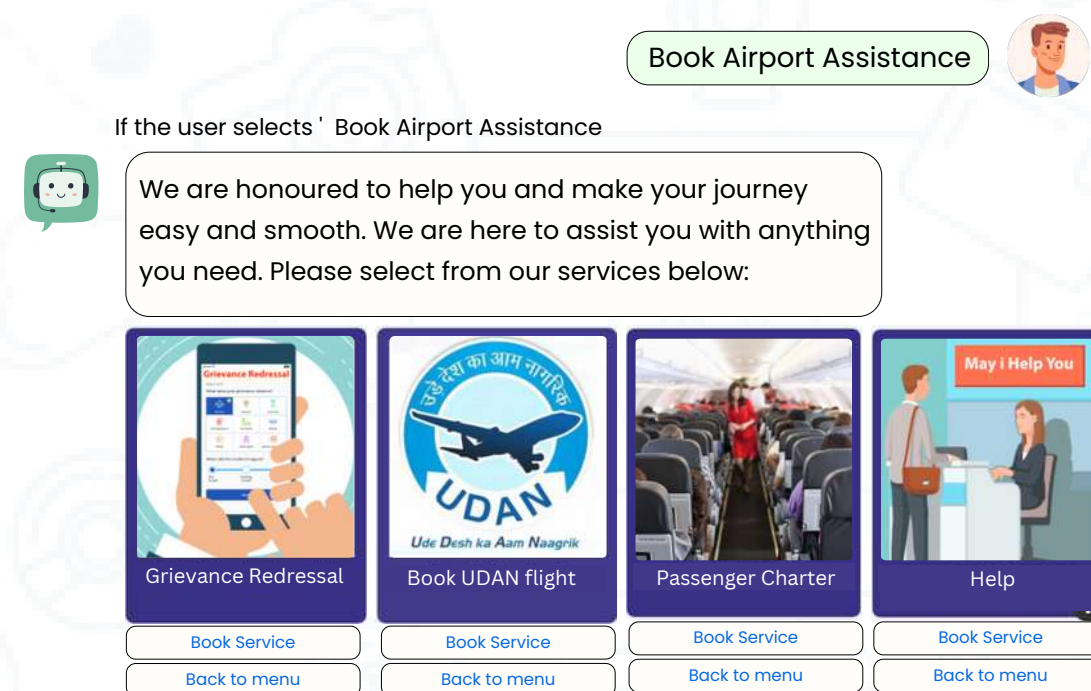 Book Airport Assistance
If the user selects ' Book Airport Assistance
We are honoured to help you and make your journey
easy and smooth. We are here to assist you with anything
you need. Please select from our services below:
Grievance Redressal
उड़े देश का आम नागरिक
UDAN
Ude Desh ka Aam Naagrik
May i Help You
Grievance Redressal
Book UDAN flight
Passenger Charter
Help
Book Service
Book Service
Book Service
Book Service
Back to menu
Back to menu
Back to menu
Back to menu